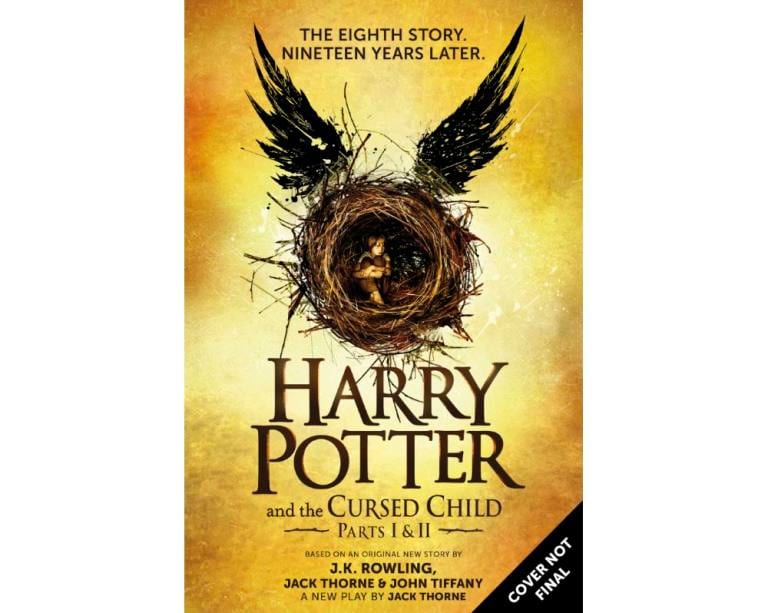 THE EIGHTH STORY.
NINETEEN YEARS LATER.
HARRY
POTTER
and the CURSED CHILD
PARTS I & II
BASED ON AN ORIGINAL NEW STORY BY
J.K. ROWLING,
JACK THORNE & JOHN TIFFANY
A NEW PLAY BY JACK THORNE
COVER NOT
FINAL